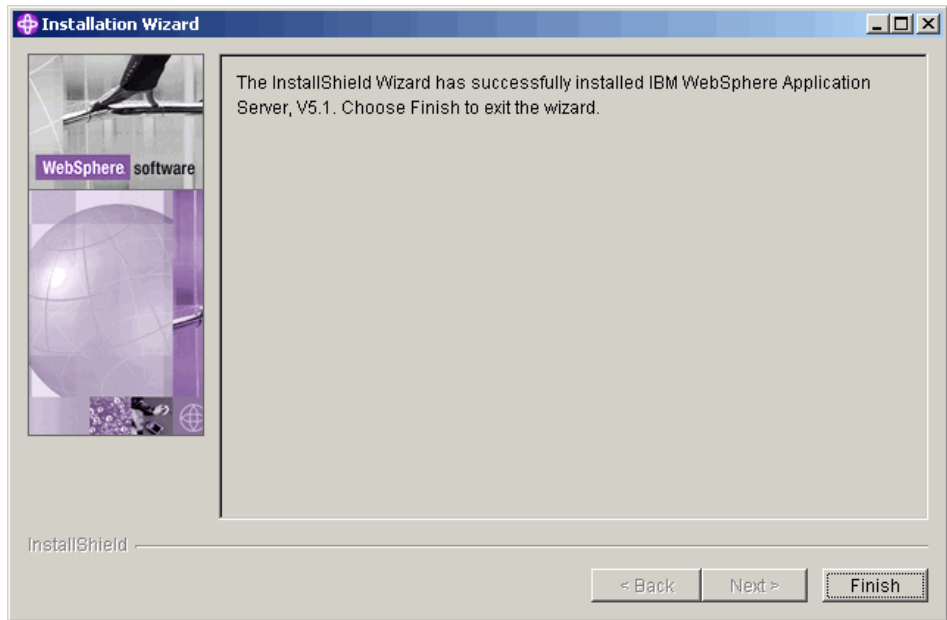 Installation Wizard
The InstallShield Wizard has successfully installed IBM WebSphere Application
Server, V5.1. Choose Finish to exit the wizard.
WebSphere software
InstallShield
< Back
Next >
Finish